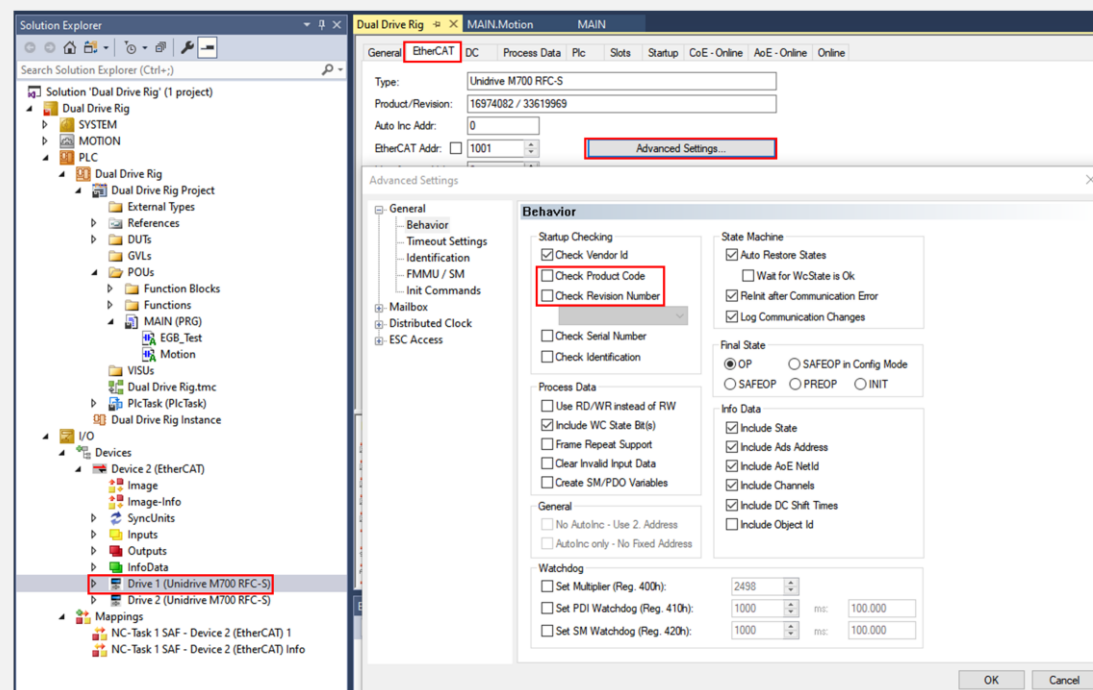 Solution Explorer
Search Solution Explorer (Ctrl+;)
Solution 'Dual Drive Rig' (1 project)
Dual Drive Rig
SYSTEM
MOTION
PLC
Dual Drive Rig
Dual Drive Rig Project
External Types
References
DUTs
GVLs
POUs
Function Blocks
Functions
MAIN (PRG)
EGB_Test
Motion
VISUs
Dual Drive Rig.tmc
PlcTask (PlcTask)
Dual Drive Rig Instance
I/O
Devices
Device 2 (EtherCAT)
Image
Image-Info
SyncUnits
Inputs
Outputs
InfoData
Drive 1 (Unidrive M700 RFC-S)
Drive 2 (Unidrive M700 RFC-S)
Mappings
NC-Task 1 SAF - Device 2 (EtherCAT) 1
NC-Task 1 SAF - Device 2 (EtherCAT) Info
Dual Drive Rig MAIN.Motion MAIN
General EtherCAT DC Process Data Plc Slots Startup CoE - Online AoE - Online Online
Type: Unidrive M700 RFC-S
Product/Revision: 16974082 / 33619969
Auto Inc Addr: 0
EtherCAT Addr: 1001 Advanced Settings...
Advanced Settings
General
Behavior
Timeout Settings
Identification
FMMU / SM
Init Commands
Mailbox
Distributed Clock
ESC Access
Behavior
Startup Checking
Check Vendor Id
Check Product Code
Check Revision Number
Check Serial Number
Check Identification
Process Data
Use RD/WR instead of RW
Include WC State Bit(s)
Frame Repeat Support
Clear Invalid Input Data
Create SM/PDO Variables
General
No AutoInc - Use 2. Address
AutoInc only - No Fixed Address
State Machine
Auto Restore States
Wait for WcState is Ok
ReInit after Communication Error
Log Communication Changes
Final State
OP SAFEOP in Config Mode
SAFEOP PREOP INIT
Info Data
Include State
Include Ads Address
Include AoE NetId
Include Channels
Include DC Shift Times
Include Object Id
Watchdog
Set Multiplier (Reg. 400h): 2498
Set PDI Watchdog (Reg. 410h): 1000 ms: 100.000
Set SM Watchdog (Reg. 420h): 1000 ms: 100.000
OK Cancel